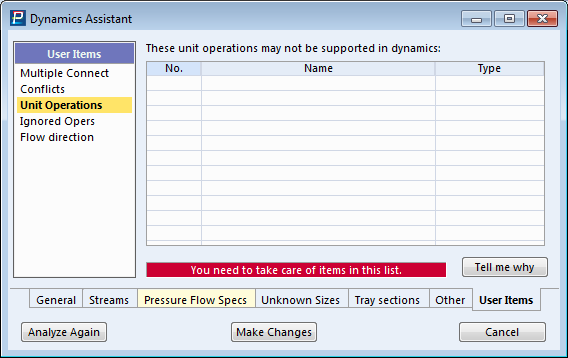 Dynamics Assistant
User Items
Multiple Connect
Conflicts
Unit Operations
Ignored Opers
Flow direction
These unit operations may not be supported in dynamics:
No. Name Type
You need to take care of items in this list.
Tell me why
General Streams Pressure Flow Specs Unknown Sizes Tray sections Other User Items
Analyze Again Make Changes Cancel